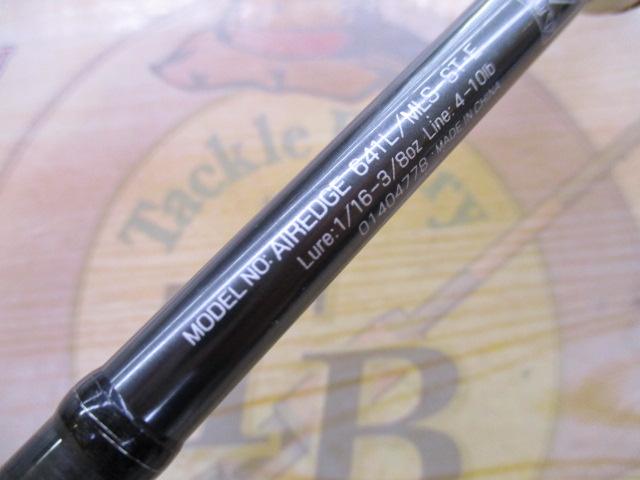 MODEL NO: AIREDGE 641L/MLS ST-E
Lure:1/16-3/8oz Line: 4-10lb
01404778 MADE IN CHINA
Tackle
B